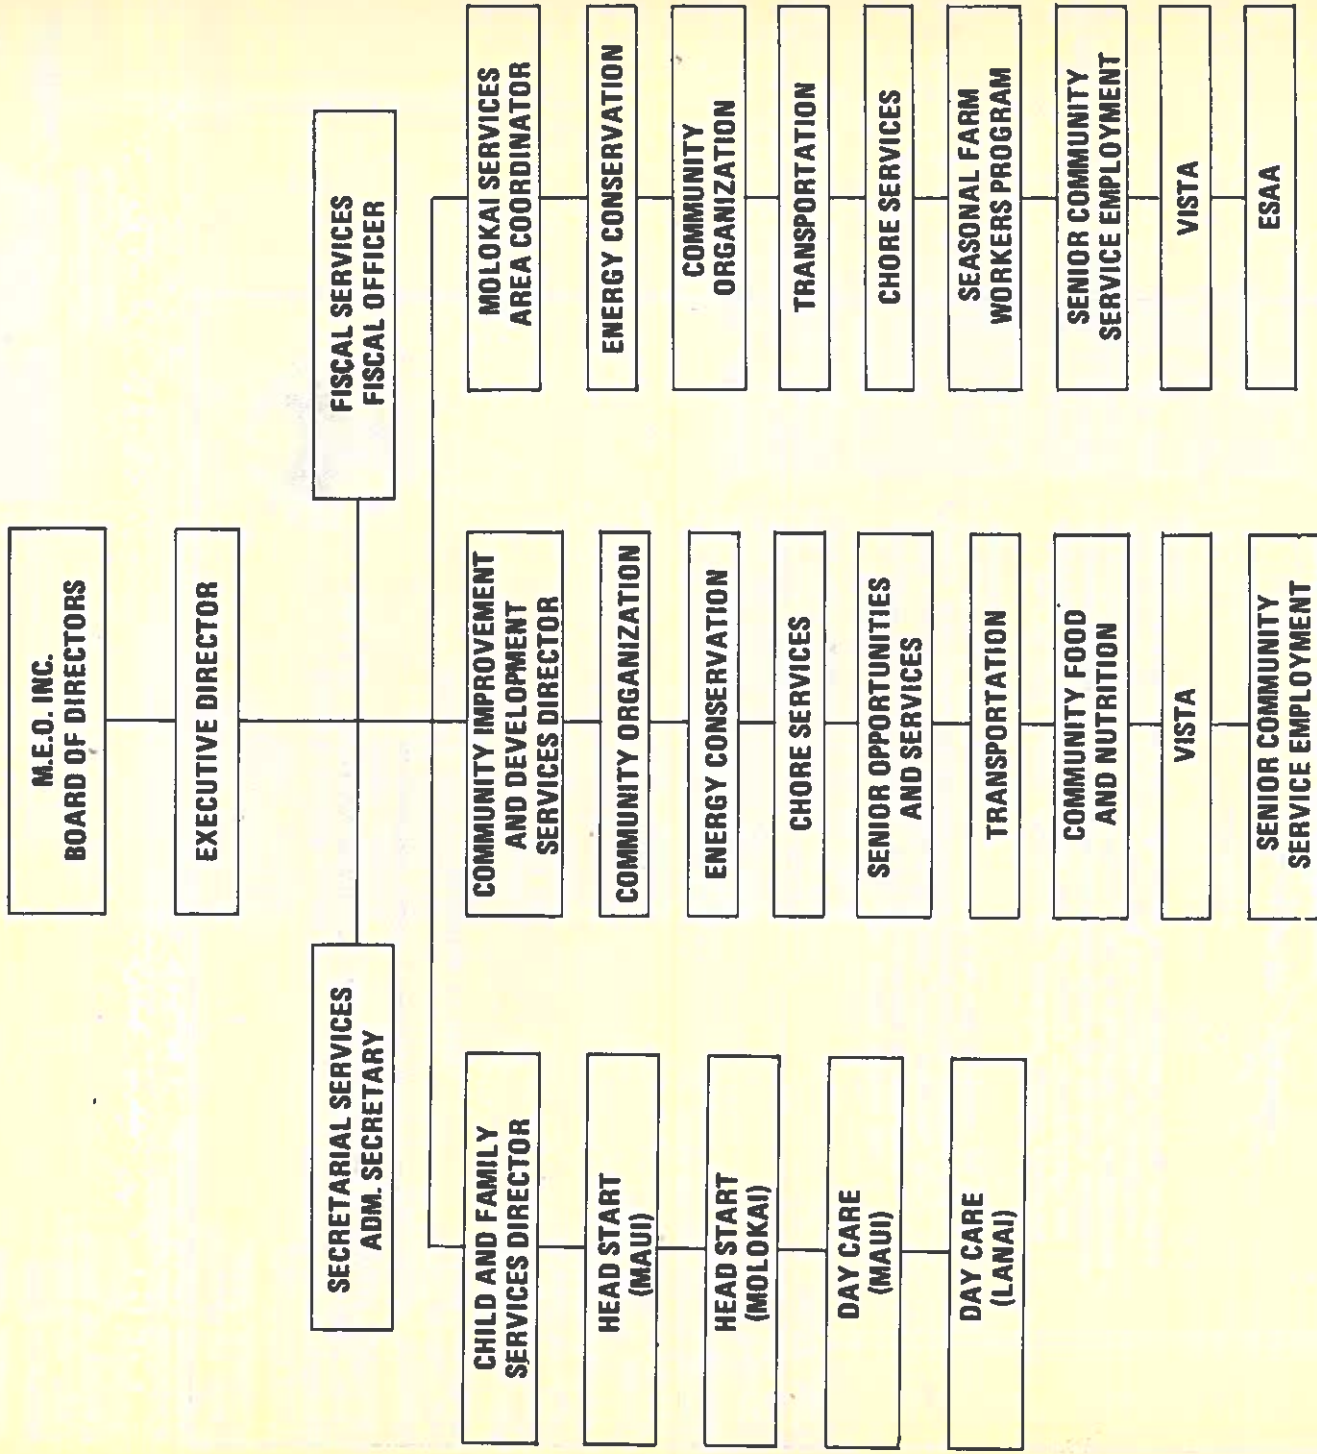 M.E.O. INC.
BOARD OF DIRECTORS
EXECUTIVE DIRECTOR
SECRETARIAL SERVICES
ADM. SECRETARY
FISCAL SERVICES
FISCAL OFFICER
CHILD AND FAMILY
SERVICES DIRECTOR
HEAD START
(MAUI)
HEAD START
(MOLOKAI)
DAY CARE
(MAUI)
DAY CARE
(LANAI)
COMMUNITY IMPROVEMENT
AND DEVELOPMENT
SERVICES DIRECTOR
COMMUNITY ORGANIZATION
ENERGY CONSERVATION
CHORE SERVICES
SENIOR OPPORTUNITIES
AND SERVICES
TRANSPORTATION
COMMUNITY FOOD
AND NUTRITION
VISTA
SENIOR COMMUNITY
SERVICE EMPLOYMENT
MOLOKAI SERVICES
AREA COORDINATOR
ENERGY CONSERVATION
COMMUNITY
ORGANIZATION
TRANSPORTATION
CHORE SERVICES
SEASONAL FARM
WORKERS PROGRAM
SENIOR COMMUNITY
SERVICE EMPLOYMENT
VISTA
ESAA